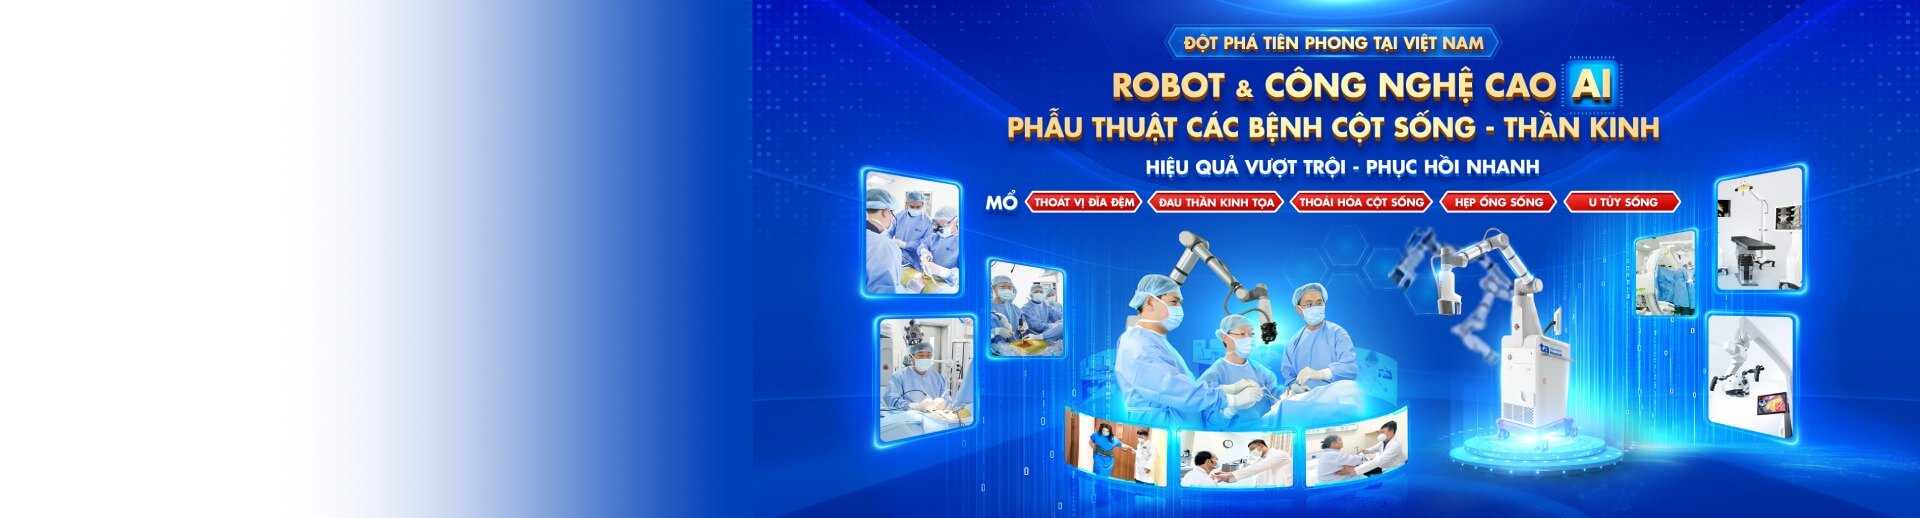 ĐỘT PHÁ TIÊN PHONG TẠI VIỆT NAM
ROBOT & CÔNG NGHỆ CAO AI
PHẪU THUẬT CÁC BỆNH CỘT SỐNG - THẦN KINH
HIỆU QUẢ VƯỢT TRỘI - PHỤC HỒI NHANH
MỔ THOÁT VỊ ĐĨA ĐỆM ĐAU THẦN KINH TỌA THOÁI HÓA CỘT SỐNG HẸP ỐNG SỐNG U TỦY SỐNG